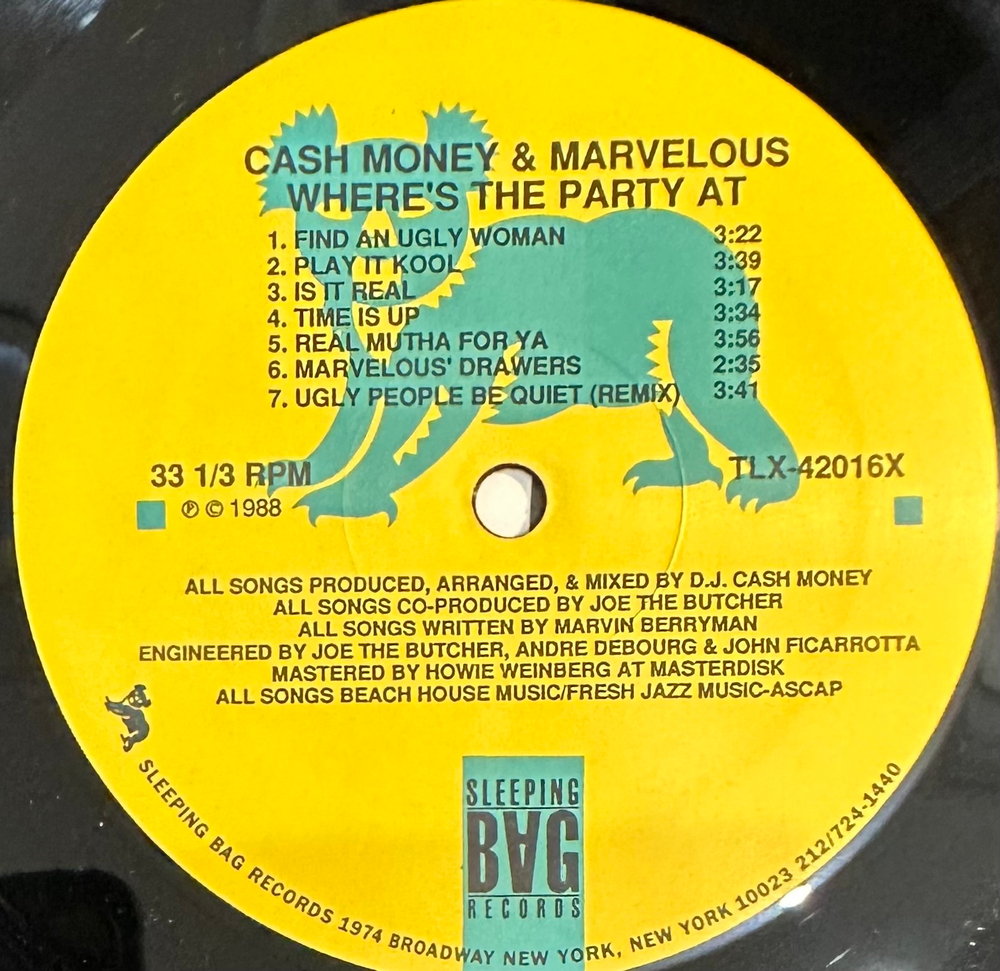 CASH MONEY & MARVELOUS
WHERE'S THE PARTY AT
1. FIND AN UGLY WOMAN 3:22
2. PLAY IT KOOL 3:39
3. IS IT REAL 3:17
4. TIME IS UP 3:34
5. REAL MUTHA FOR YA 3:56
6. MARVELOUS' DRAWERS 2:35
7. UGLY PEOPLE BE QUIET (REMIX) 3:41
33 1/3 RPM TLX-42016X
℗ © 1988
ALL SONGS PRODUCED, ARRANGED, & MIXED BY D.J. CASH MONEY
ALL SONGS CO-PRODUCED BY JOE THE BUTCHER
ALL SONGS WRITTEN BY MARVIN BERRYMAN
ENGINEERED BY JOE THE BUTCHER, ANDRE DEBOURG & JOHN FICARROTTA
MASTERED BY HOWIE WEINBERG AT MASTERDISK
ALL SONGS BEACH HOUSE MUSIC/FRESH JAZZ MUSIC-ASCAP
SLEEPING
BAG
RECORDS
SLEEPING BAG RECORDS 1974 BROADWAY NEW YORK, NEW YORK 10023 212/724-1440